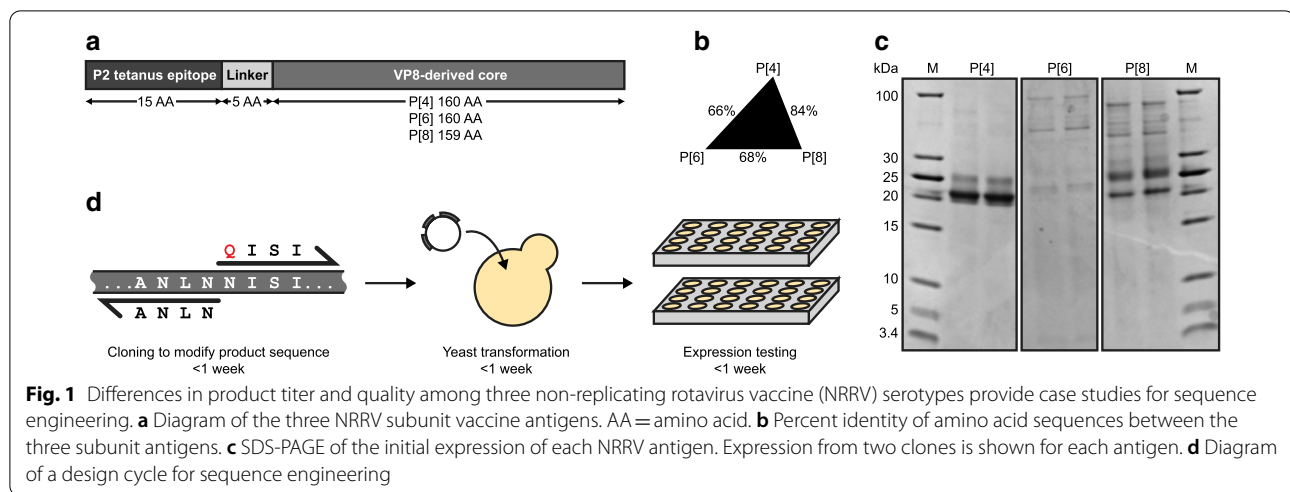 a
P2 tetanus epitope Linker VP8-derived core
15 AA 5 AA P[4] 160 AA
P[6] 160 AA
P[8] 159 AA
b
P[4]
66% 84%
P[6] 68% P[8]
c
kDa M P[4] P[6] P[8] M
100
30
25
20
15
10
5
3.4
d
Q I S I
...A N L N N I S I...
A N L N
Cloning to modify product sequence
<1 week
Yeast transformation
<1 week
Expression testing
<1 week
Fig. 1 Differences in product titer and quality among three non-replicating rotavirus vaccine (NRRV) serotypes provide case studies for sequence
engineering. a Diagram of the three NRRV subunit vaccine antigens. AA = amino acid. b Percent identity of amino acid sequences between the
three subunit antigens. c SDS-PAGE of the initial expression of each NRRV antigen. Expression from two clones is shown for each antigen. d Diagram
of a design cycle for sequence engineering